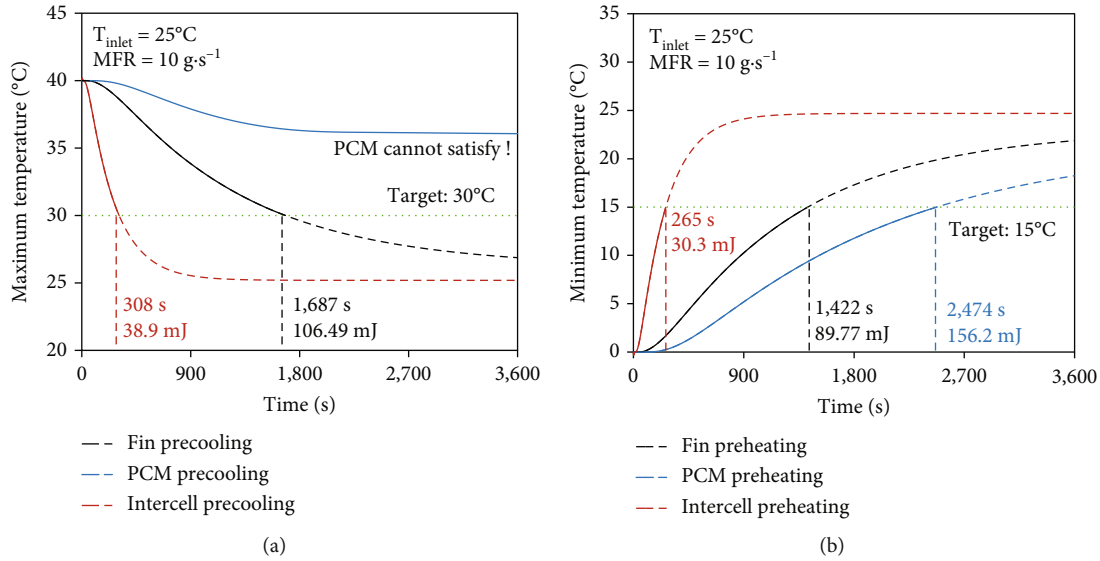 T_inlet = 25°C
MFR = 10 g·s⁻¹
45
40
35
30
25
20
Maximum temperature (°C)
PCM cannot satisfy !
Target: 30°C
308 s
38.9 mJ
1,687 s
106.49 mJ
0
900
1,800
2,700
3,600
Time (s)
Fin precooling
PCM precooling
Intercell precooling
(a)
T_inlet = 25°C
MFR = 10 g·s⁻¹
35
30
25
20
15
10
5
0
Minimum temperature (°C)
Target: 15°C
265 s
30.3 mJ
1,422 s
89.77 mJ
2,474 s
156.2 mJ
0
900
1,800
2,700
3,600
Time (s)
Fin preheating
PCM preheating
Intercell preheating
(b)